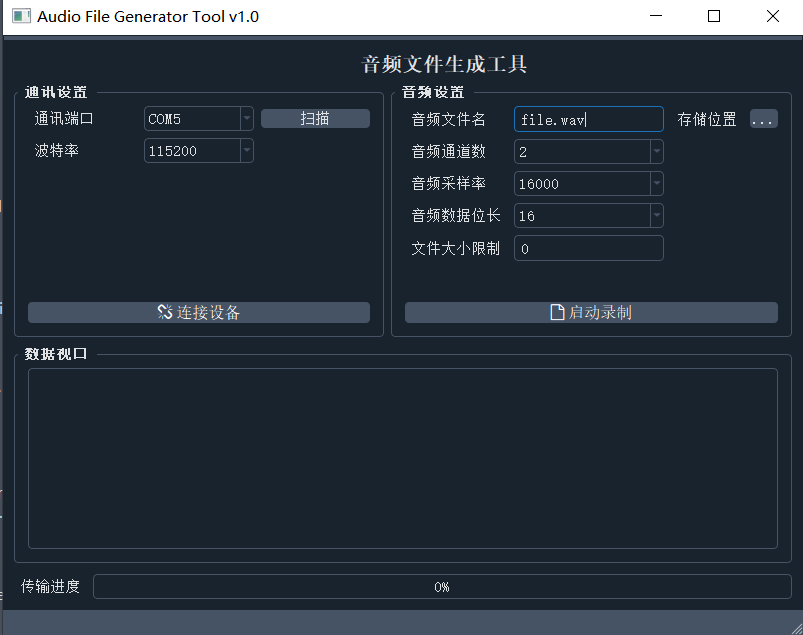 Audio File Generator Tool v1.0
音频文件生成工具
通讯设置
通讯端口 COM5 扫描
波特率 115200
连接设备
音频设置
音频文件名 file.wav 存储位置 ...
音频通道数 2
音频采样率 16000
音频数据位长 16
文件大小限制 0
启动录制
数据视口
传输进度 0%